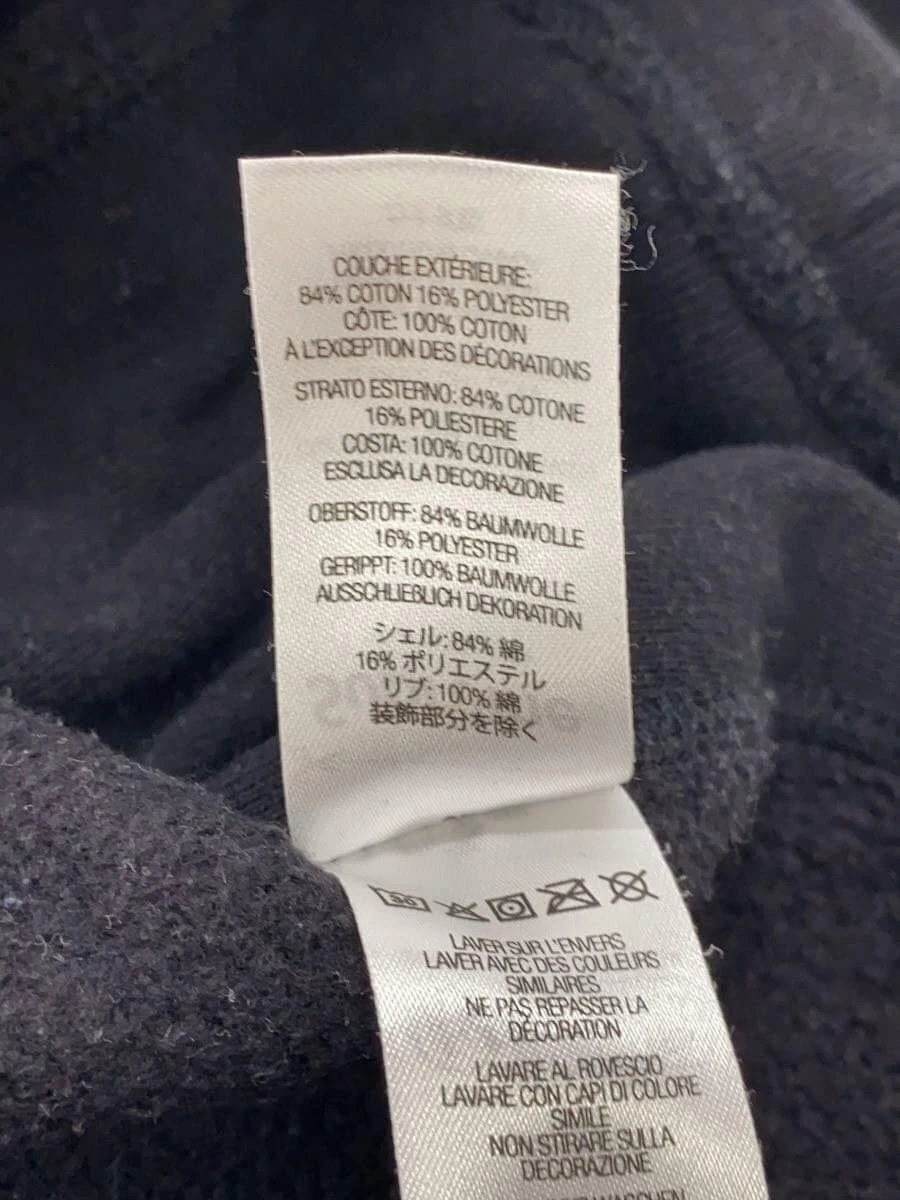 COUCHE EXTÉRIEURE:
84% COTON 16% POLYESTER
CÔTE: 100% COTON
À L'EXCEPTION DES DÉCORATIONS
STRATO ESTERNO: 84% COTONE
16% POLIESTERE
COSTA: 100% COTONE
ESCLUSA LA DECORAZIONE
OBERSTOFF: 84% BAUMWOLLE
16% POLYESTER
GERIPPT: 100% BAUMWOLLE
AUSSCHLIEßLICH DEKORATION
シェル: 84% 綿
16% ポリエステル
リブ: 100% 綿
装飾部分を除く
30
LAVER SUR L'ENVERS
LAVER AVEC DES COULEURS
SIMILAIRES
NE PAS REPASSER LA
DÉCORATION
LAVARE AL ROVESCIO
LAVARE CON CAPI DI COLORE
SIMILE
NON STIRARE SULLA
DECORAZIONE